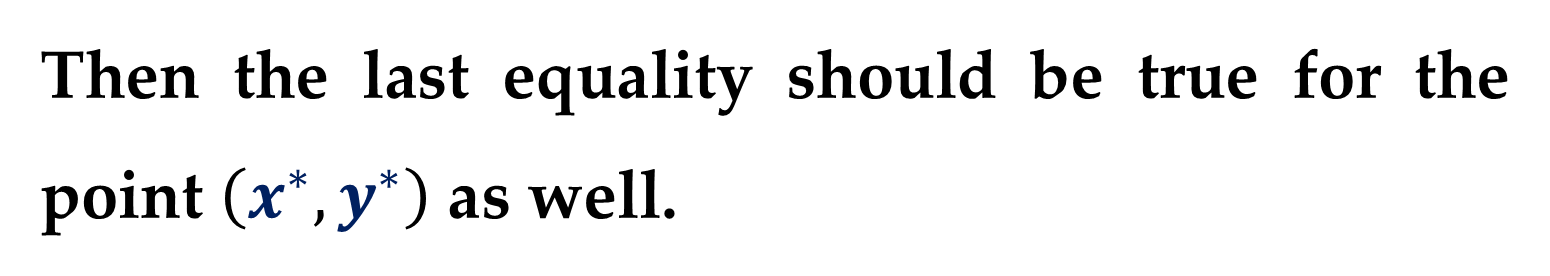 Then the last equality should be true for the
point (x*, y*) as well.